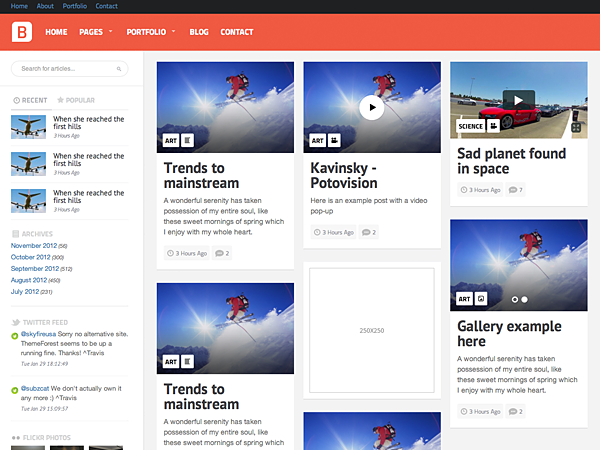 Home About Portfolio Contact
B HOME PAGES PORTFOLIO BLOG CONTACT
Search for articles...
RECENT POPULAR
When she reached the
first hills
3 Hours Ago
When she reached the
first hills
3 Hours Ago
When she reached the
first hills
3 Hours Ago
ARCHIVES
November 2012 (56)
October 2012 (300)
September 2012 (512)
August 2012 (450)
July 2012 (231)
TWITTER FEED
@skyfireusa Sorry no alternative site.
ThemeForest seems to be up a
running fine. Thanks! ^Travis
Tue Jan 29 18:12:49
@subzcat We don't actually own it
any more :) ^Travis
Tue Jan 29 13:09:57
FLICKR PHOTOS
ART
Trends to
mainstream
A wonderful serenity has taken
possession of my entire soul, like
these sweet mornings of spring which
I enjoy with my whole heart.
3 Hours Ago 2
ART
Trends to
mainstream
A wonderful serenity has taken
possession of my entire soul, like
these sweet mornings of spring which
ART
Kavinsky -
Potovision
Here is an example post with a video
pop-up
3 Hours Ago 2
250X250
SCIENCE
Sad planet found
in space
3 Hours Ago 7
ART
Gallery example
here
A wonderful serenity has taken
possession of my entire soul, like
these sweet mornings of spring which
I enjoy with my whole heart.
3 Hours Ago 2